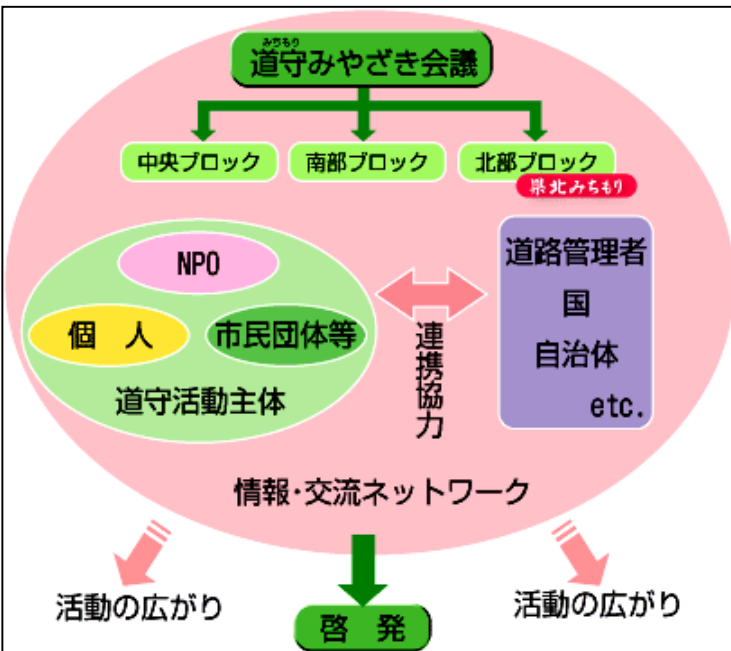 みちもり
道守みやざき会議
中央ブロック
南部ブロック
北部ブロック
県北みちもり
NPO
個 人
市民団体等
道守活動主体
連携協力
道路管理者
国
自治体
etc.
情報・交流ネットワーク
活動の広がり
啓 発
活動の広がり